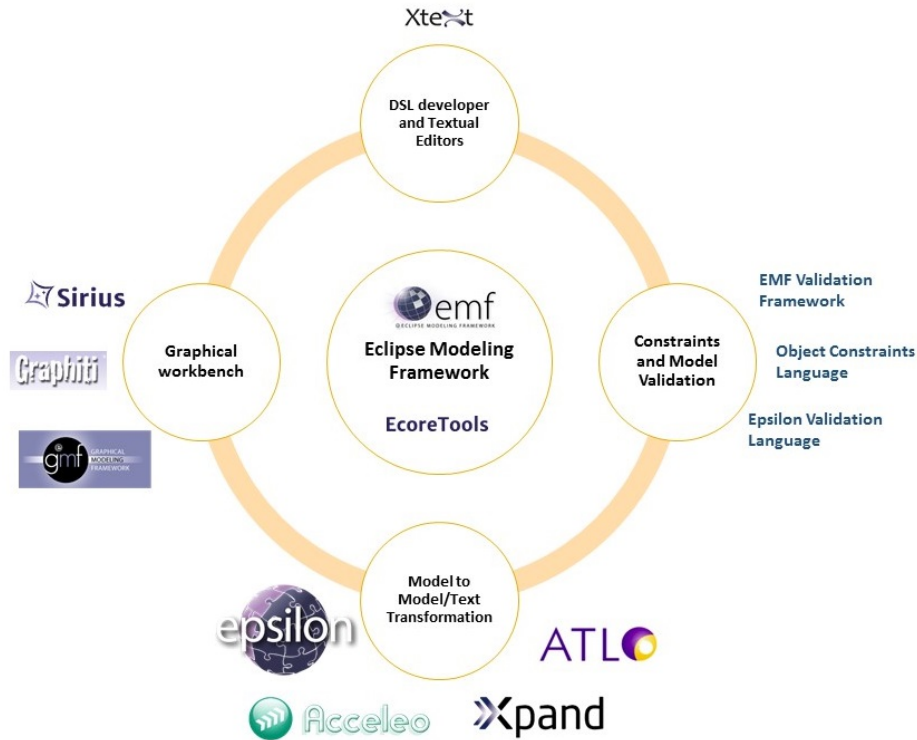 Xtext
DSL developer
and Textual
Editors
Sirius
Graphiti
gmf
GRAPHICAL
MODELING
FRAMEWORK
Graphical
workbench
emf
ECLIPSE MODELING FRAMEWORK
Eclipse Modeling
Framework
EcoreTools
Constraints
and Model
Validation
EMF Validation
Framework
Object Constraints
Language
Epsilon Validation
Language
Model to
Model/Text
Transformation
epsilon
ATL
Acceleo
Xpand